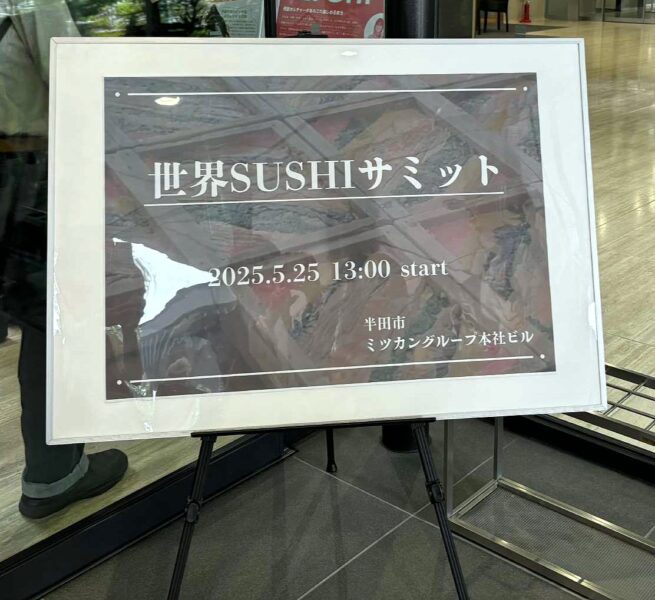 世界SUSHIサミット
2025.5.25 13:00 start
半田市
ミツカングループ本社ビル